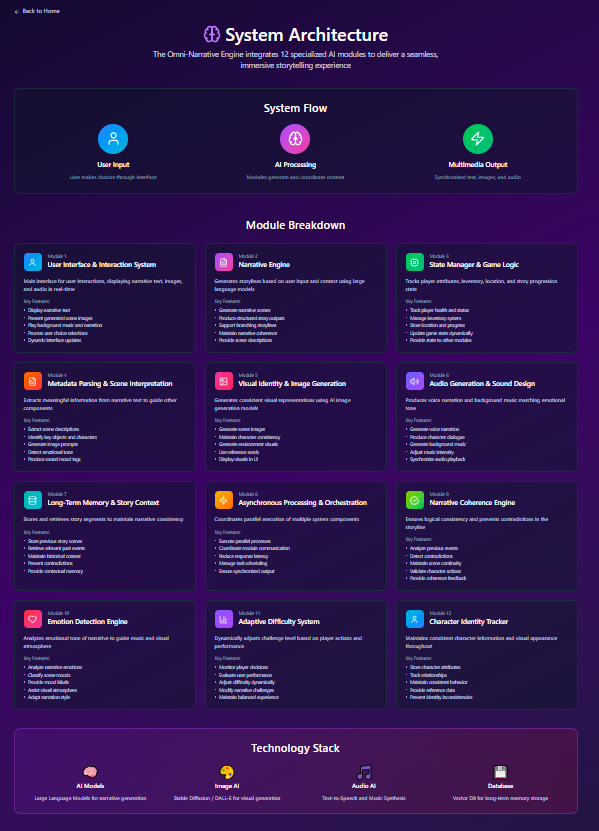 ← Back to Home
System Architecture
The Omni-Narrative Engine integrates 12 specialized AI modules to deliver a seamless,
immersive storytelling experience
System Flow
User Input
User makes choices through interface
AI Processing
Modules generate and coordinate content
Multimedia Output
Synchronized text, images, and audio
Module Breakdown
Module 1
User Interface & Interaction System
Main interface for user interactions, displaying narrative text, images,
and audio in real-time
Key Features:
• Display narrative text
• Present generated scene images
• Play background music and narration
• Process user choice selections
• Dynamic interface updates
Module 2
Narrative Engine
Generates storylines based on user input and context using large
language models
Key Features:
• Generate narrative scenes
• Produce structured story outputs
• Support branching storylines
• Maintain narrative coherence
• Provide scene descriptions
Module 3
State Manager & Game Logic
Tracks player attributes, inventory, location, and story progression
state
Key Features:
• Track player health and status
• Manage inventory system
• Store location and progress
• Update game state dynamically
• Provide state to other modules
Module 4
Metadata Parsing & Scene Interpretation
Extracts meaningful information from narrative text to guide other
components
Key Features:
• Extract scene descriptions
• Identify key objects and characters
• Generate image prompts
• Detect emotional tone
• Produce sound mood tags
Module 5
Visual Identity & Image Generation
Generates consistent visual representations using AI image
generation models
Key Features:
• Generate scene images
• Maintain character consistency
• Generate environment visuals
• Use reference seeds
• Display visuals in UI
Module 6
Audio Generation & Sound Design
Produces voice narration and background music matching emotional
tone
Key Features:
• Generate voice narration
• Produce character dialogue
• Generate background music
• Adjust music intensity
• Synchronize audio playback
Module 7
Long-Term Memory & Story Context
Stores and retrieves story segments to maintain narrative consistency
Key Features:
• Store previous story scenes
• Retrieve relevant past events
• Maintain historical context
• Prevent contradictions
• Provide contextual memory
Module 8
Asynchronous Processing & Orchestration
Coordinates parallel execution of multiple system components
Key Features:
• Execute parallel processes
• Coordinate module communication
• Reduce response latency
• Manage task scheduling
• Ensure synchronized output
Module 9
Narrative Coherence Engine
Ensures logical consistency and prevents contradictions in the
storyline
Key Features:
• Analyze previous events
• Detect contradictions
• Maintain scene continuity
• Validate character actions
• Provide coherence feedback
Module 10
Emotion Detection Engine
Analyzes emotional tone of narrative to guide music and visual
atmosphere
Key Features:
• Analyze narrative emotions
• Classify scene moods
• Provide mood labels
• Assist visual atmosphere
• Adapt narration style
Module 11
Adaptive Difficulty System
Dynamically adjusts challenge level based on player actions and
performance
Key Features:
• Monitor player decisions
• Evaluate user performance
• Adjust difficulty dynamically
• Modify narrative challenges
• Maintain balanced experience
Module 12
Character Identity Tracker
Maintains consistent character information and visual appearance
throughout
Key Features:
• Store character attributes
• Track relationships
• Maintain consistent behavior
• Provide reference data
• Prevent identity inconsistencies
Technology Stack
AI Models
Large Language Models for narrative generation
Image AI
Stable Diffusion / DALL-E for visual generation
Audio AI
Text-to-Speech and Music Synthesis
Database
Vector DB for long-term memory storage